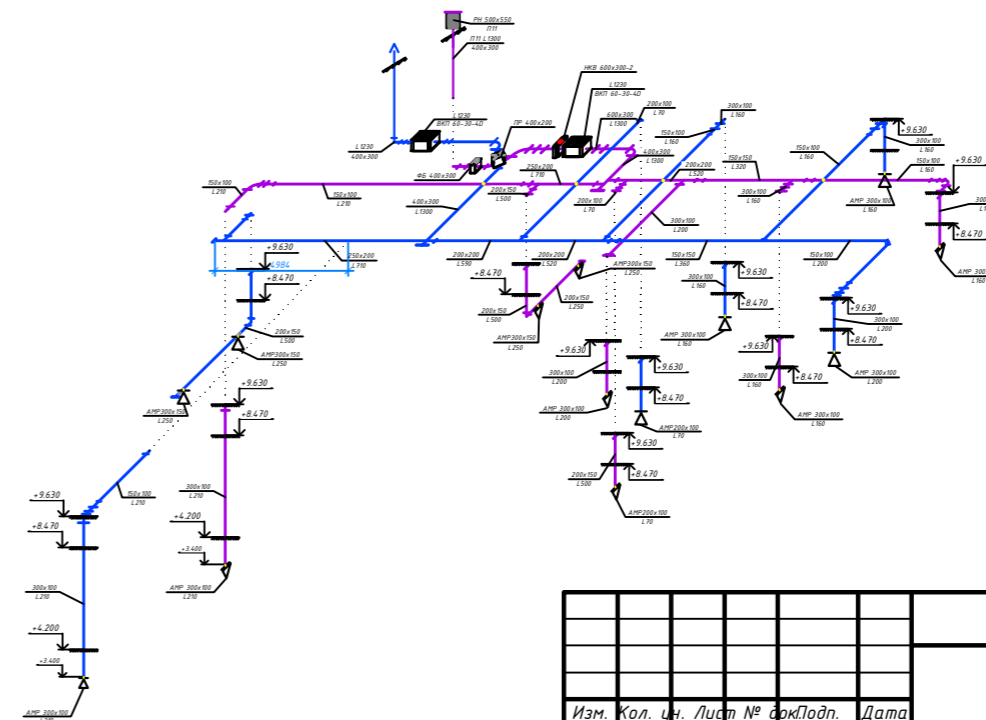 РН 500х550
П11
П11 L1300
400х300
НКВ 600х300-2
L1230
ВКП 60-30-4D
L1230
ВКП 60-30-4D
ПР 400х200
600х300
L1300
200х100
L70
300х100
L160
150х100
L160
+9.630
300х100
L160
L1230
400х300
ФБ 400х300
400х300
L1300
150х100
L160
150х100
L160
+9.630
150х100
L210
150х100
L210
250х200
L710
200х150
L500
200х100
L70
200х200
L520
150х150
L320
300х100
L160
АМР 300х100
L160
400х300
L1300
300х100
L200
+8.470
АМР 300х100
+9.630
4984
250х200
L710
200х200
L590
200х200
L520
АМР300х150
L250
150х150
L360
150х100
L200
+8.470
+8.470
200х150
L500
200х150
L250
300х100
L160
+9.630
+8.470
+9.630
300х100
L200
+8.470
200х150
L500
АМР300х150
L250
АМР300х150
L250
АМР 300х100
L160
+9.630
+9.630
300х100
L200
+9.630
+8.470
300х100
L160
+8.470
АМР 300х100
L200
АМР300х150
L250
+9.630
+8.470
АМР 300х100
L200
АМР200х100
L70
АМР 300х100
L160
+9.630
200х150
L500
+8.470
АМР200х100
L70
+9.630
150х100
L210
300х100
L210
+8.470
+4.200
+3.400
АМР 300х100
L210
300х100
L210
+4.200
+3.400
АМР 300х100
Изм. Кол. уч. Лист № док Подп. Дата